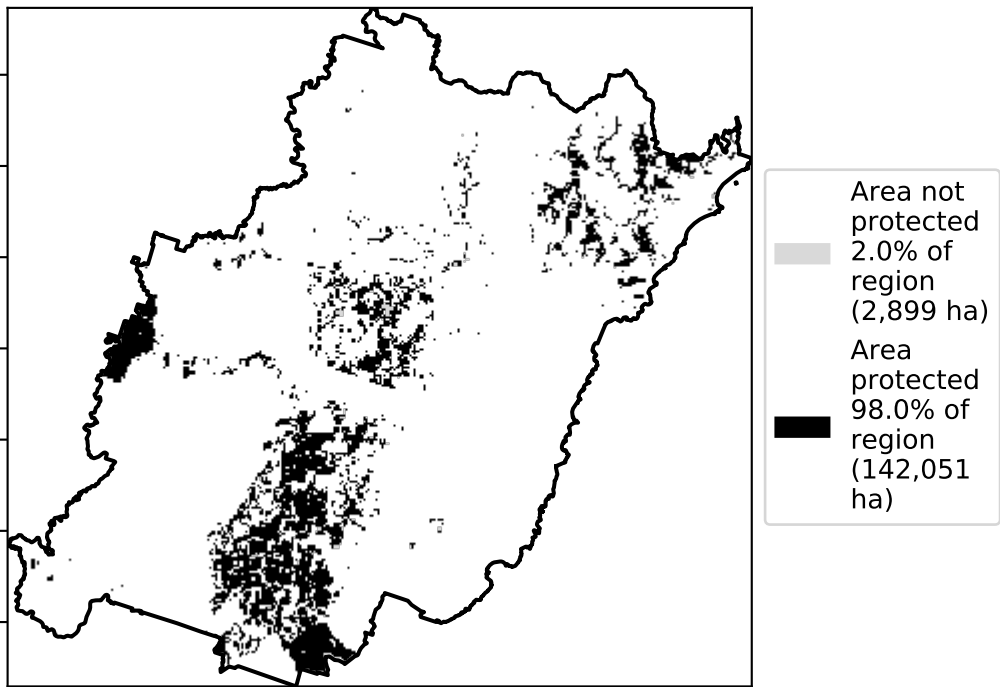 Area not
protected
2.0% of
region
(2,899 ha)
Area
protected
98.0% of
region
(142,051
ha)